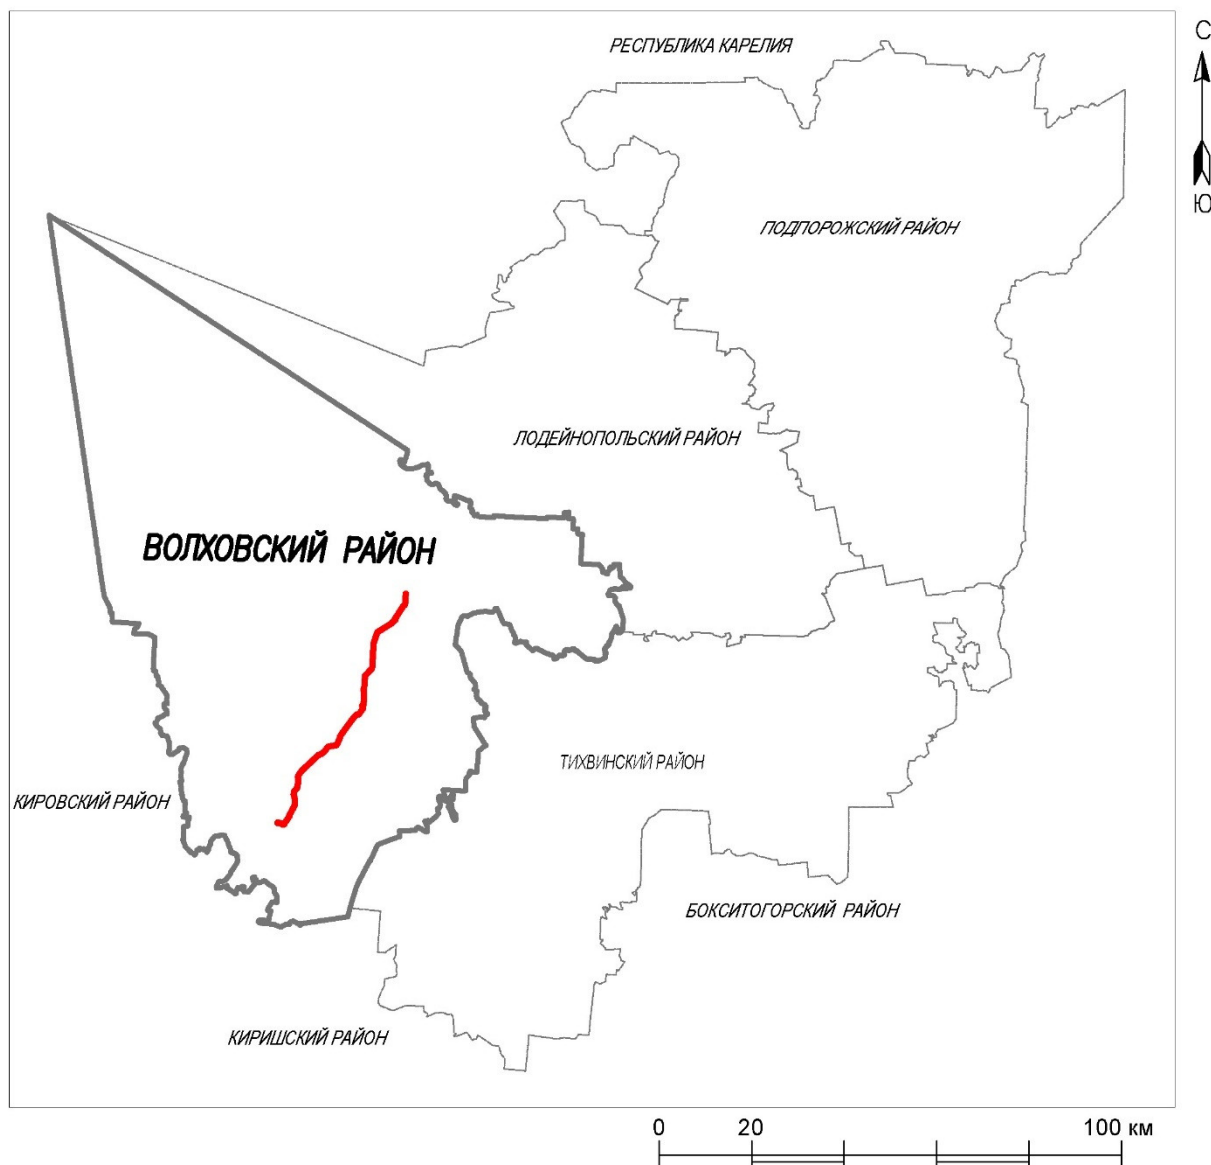 С
РЕСПУБЛИКА КАРЕЛИЯ
Ю
ПОДПОРОЖСКИЙ РАЙОН
ЛОДЕЙНОПОЛЬСКИЙ РАЙОН
ВОЛХОВСКИЙ РАЙОН
ТИХВИНСКИЙ РАЙОН
КИРОВСКИЙ РАЙОН
БОКСИТОГОРСКИЙ РАЙОН
КИРИШСКИЙ РАЙОН
0 20 100 км